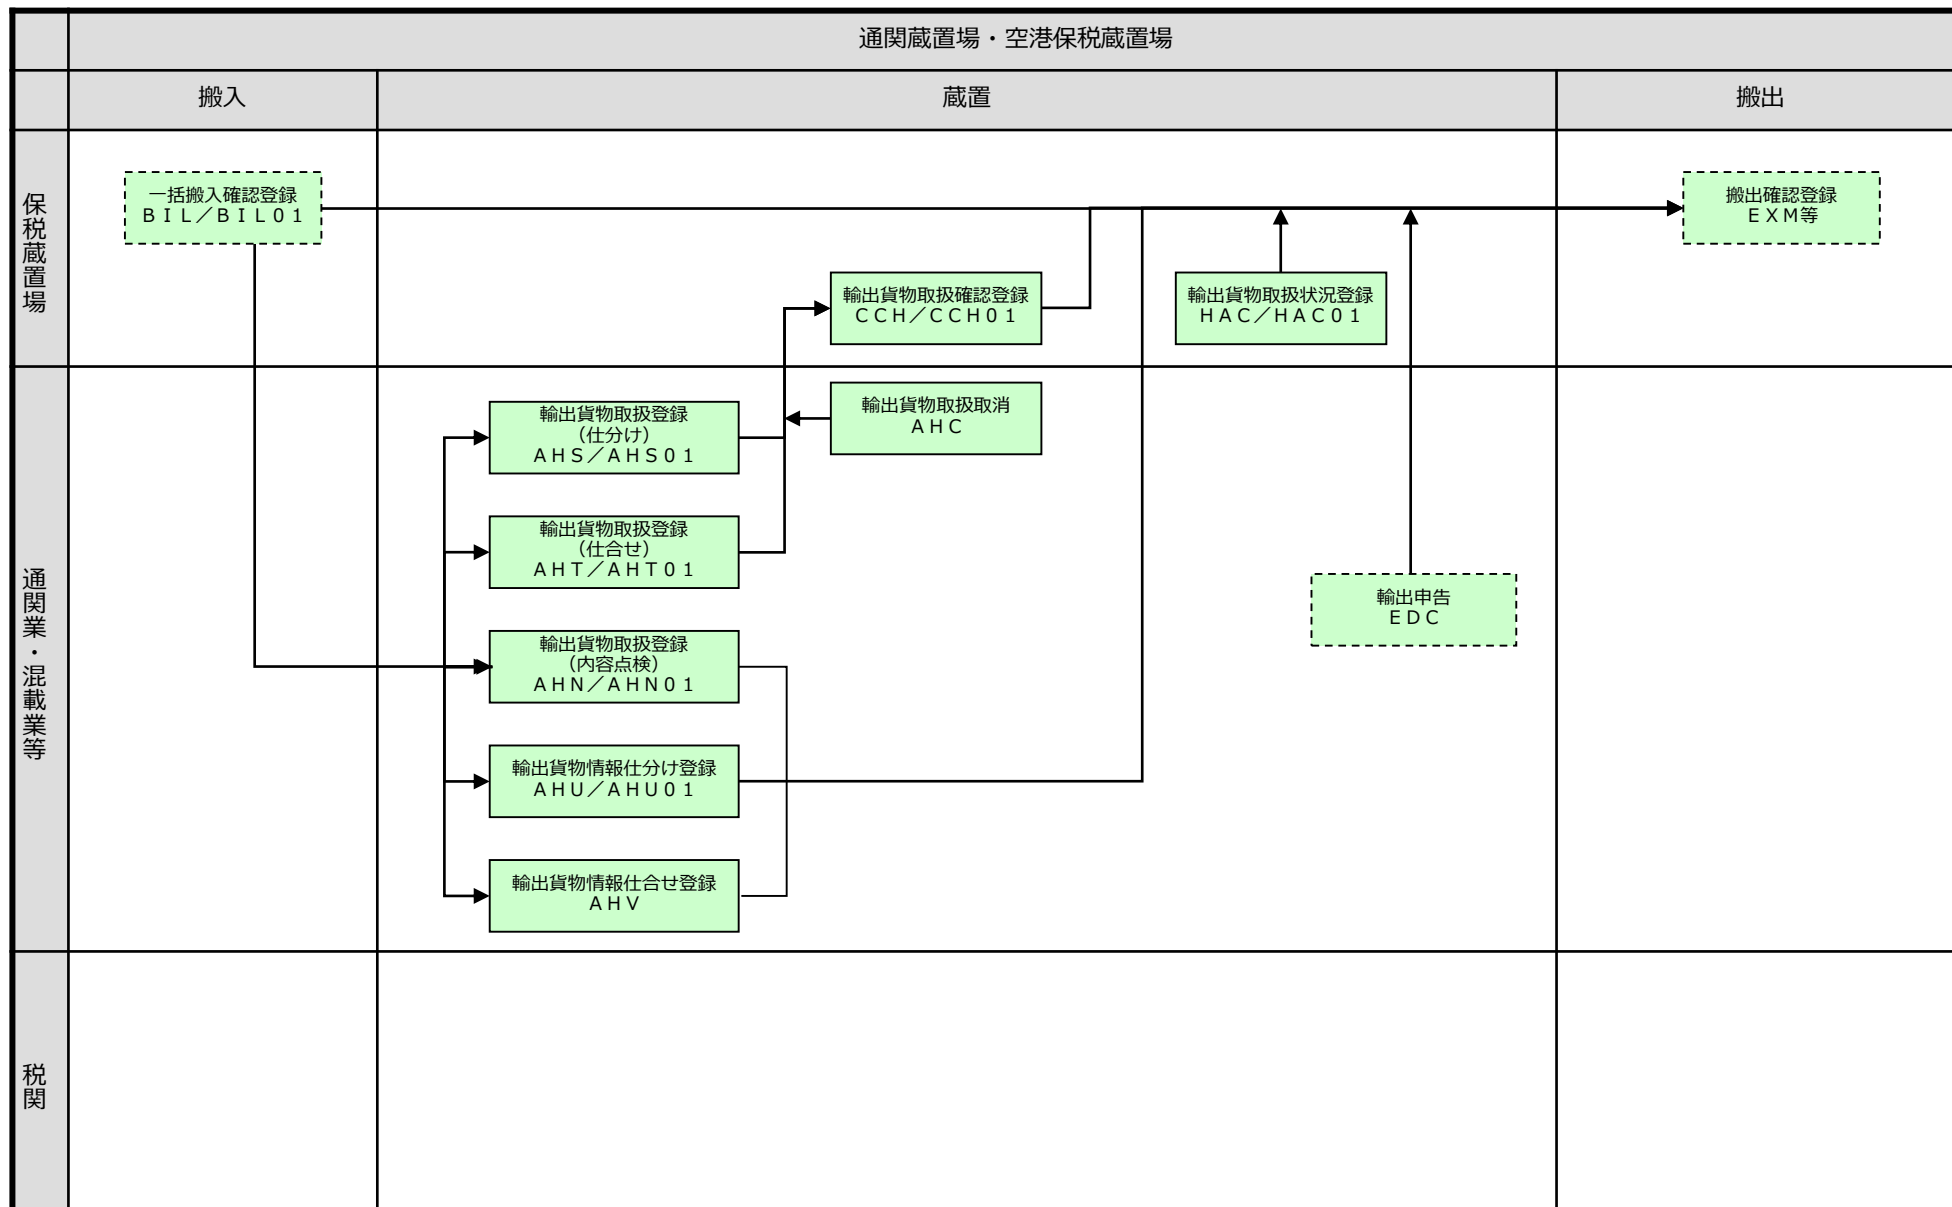 通関蔵置場・空港保税蔵置場
搬入
蔵置
搬出
保税蔵置場
一括搬入確認登録
ＢＩＬ／ＢＩＬ０１
搬出確認登録
ＥＸＭ等
輸出貨物取扱確認登録
ＣＣＨ／ＣＣＨ０１
輸出貨物取扱状況登録
ＨＡＣ／ＨＡＣ０１
通関業・混載業等
輸出貨物取扱登録
（仕分け）
ＡＨＳ／ＡＨＳ０１
輸出貨物取扱取消
ＡＨＣ
輸出貨物取扱登録
（仕合せ）
ＡＨＴ／ＡＨＴ０１
輸出申告
ＥＤＣ
輸出貨物取扱登録
（内容点検）
ＡＨＮ／ＡＨＮ０１
輸出貨物情報仕分け登録
ＡＨＵ／ＡＨＵ０１
輸出貨物情報仕合せ登録
ＡＨＶ
税関